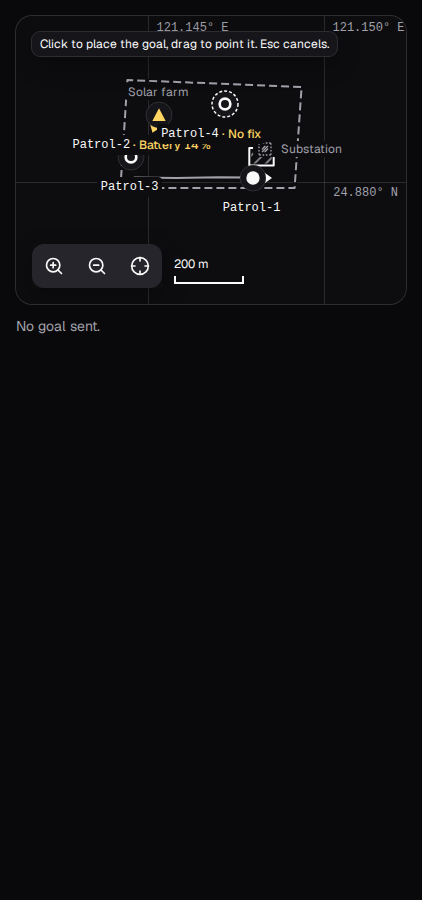 121.145° E
121.150° E
Click to place the goal, drag to point it. Esc cancels.
Solar farm
Patrol-4 · No fix
Patrol-2 · Battery 14 %
Substation
Patrol-3
24.880° N
Patrol-1
200 m
No goal sent.